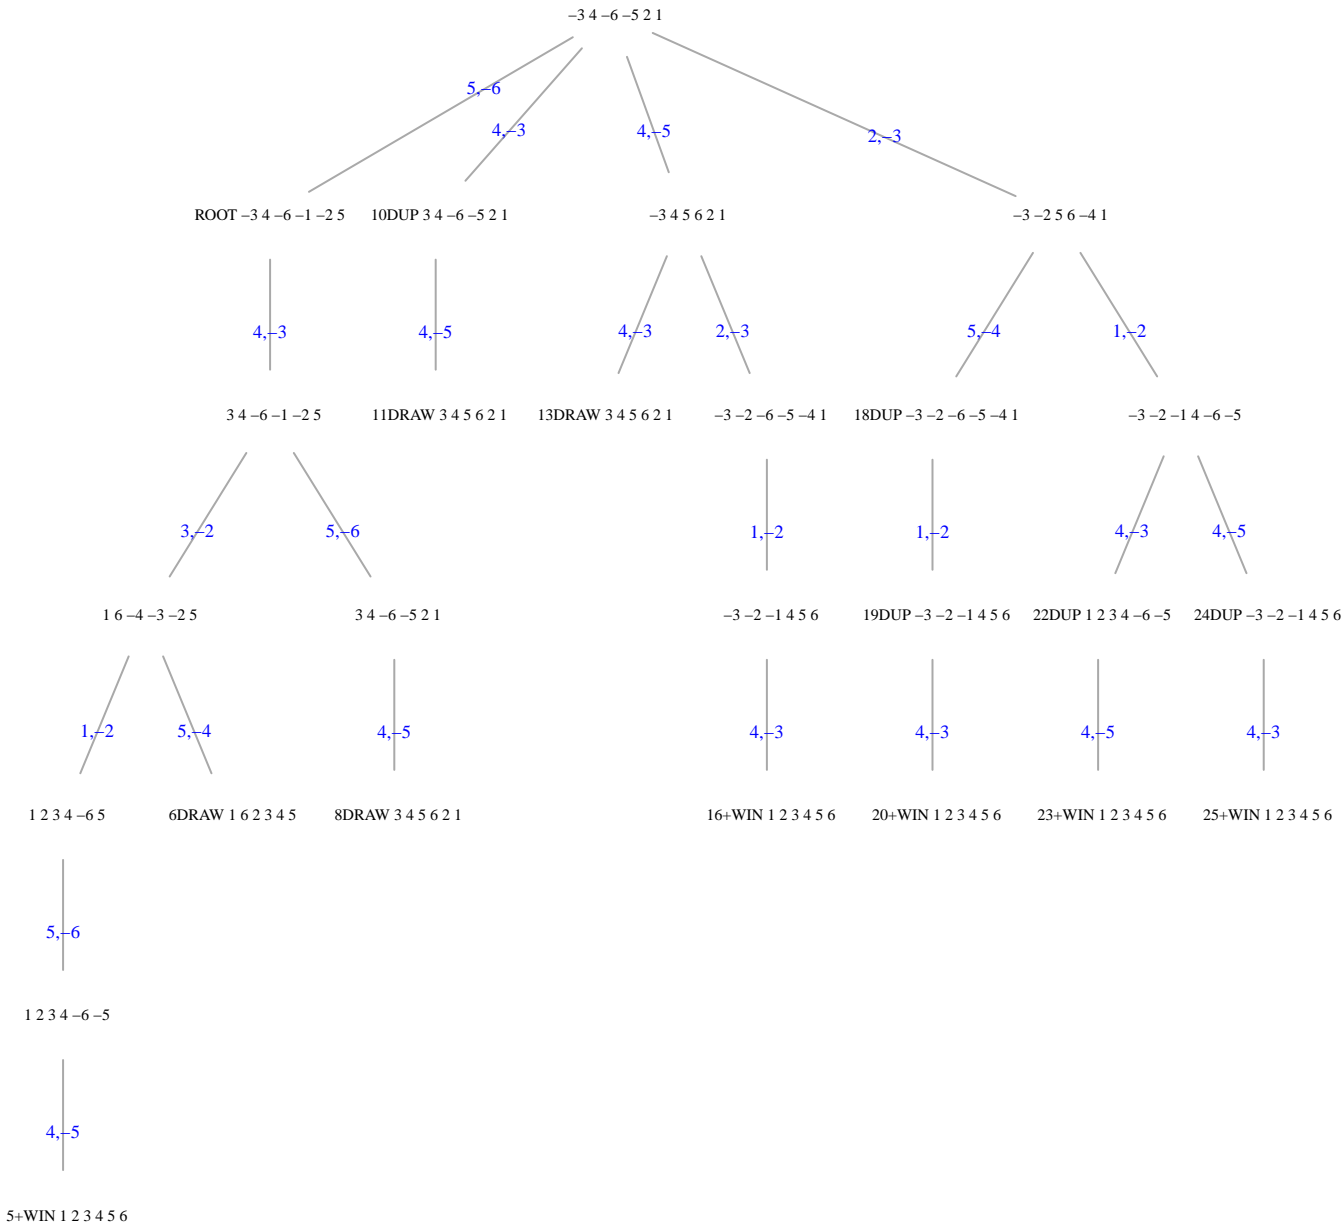 −3 4 −6 −5 2 1
5,−6
4,−3
4,−5
2,−3
ROOT −3 4 −6 −1 −2 5
10DUP 3 4 −6 −5 2 1
−3 4 5 6 2 1
−3 −2 5 6 −4 1
4,−3
4,−5
4,−3
2,−3
5,−4
1,−2
3 4 −6 −1 −2 5
11DRAW 3 4 5 6 2 1
13DRAW 3 4 5 6 2 1
−3 −2 −6 −5 −4 1
18DUP −3 −2 −6 −5 −4 1
−3 −2 −1 4 −6 −5
3,−2
5,−6
1,−2
1,−2
4,−3
4,−5
1 6 −4 −3 −2 5
3 4 −6 −5 2 1
−3 −2 −1 4 5 6
19DUP −3 −2 −1 4 5 6
22DUP 1 2 3 4 −6 −5
24DUP −3 −2 −1 4 5 6
1,−2
5,−4
4,−5
4,−3
4,−3
4,−5
4,−3
1 2 3 4 −6 5
6DRAW 1 6 2 3 4 5
8DRAW 3 4 5 6 2 1
16+WIN 1 2 3 4 5 6
20+WIN 1 2 3 4 5 6
23+WIN 1 2 3 4 5 6
25+WIN 1 2 3 4 5 6
5,−6
1 2 3 4 −6 −5
4,−5
5+WIN 1 2 3 4 5 6